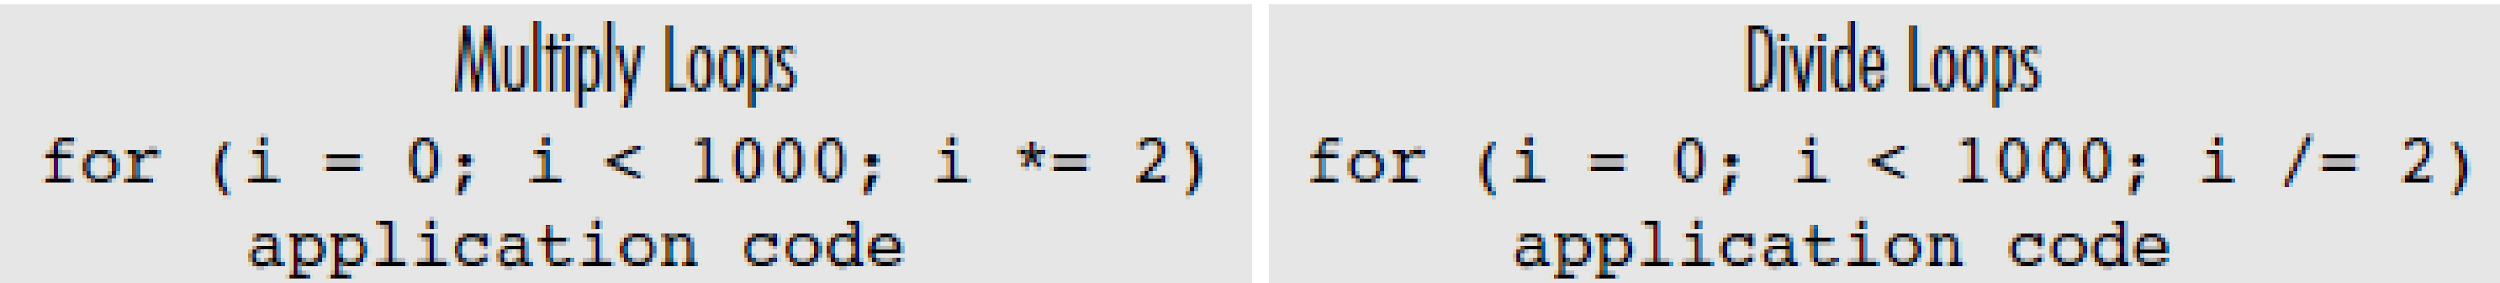 Multiply Loops
for (i = 0; i < 1000; i *= 2)
application code
Divide Loops
for (i = 0; i < 1000; i /= 2)
application code